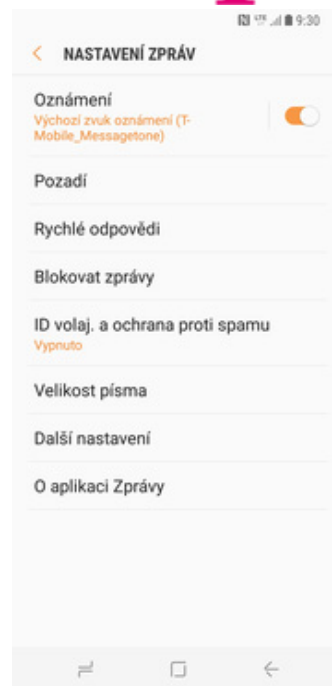 9:30
NASTAVENÍ ZPRÁV
Oznámení
Výchozí zvuk oznámení (T-
Mobile_Messagetone)
Pozadí
Rychlé odpovědi
Blokovat zprávy
ID volaj. a ochrana proti spamu
Vypnuto
Velikost písma
Další nastavení
O aplikaci Zprávy